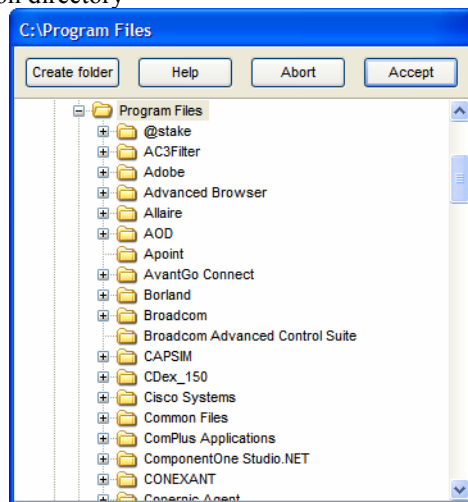 on directory
C:\Program Files
Create folder Help Abort Accept
Program Files
@stake
AC3Filter
Adobe
Advanced Browser
Allaire
AOD
Apoint
AvantGo Connect
Borland
Broadcom
Broadcom Advanced Control Suite
CAPSIM
CDex_150
Cisco Systems
Common Files
ComPlus Applications
ComponentOne Studio.NET
CONEXANT
Copernic Agent